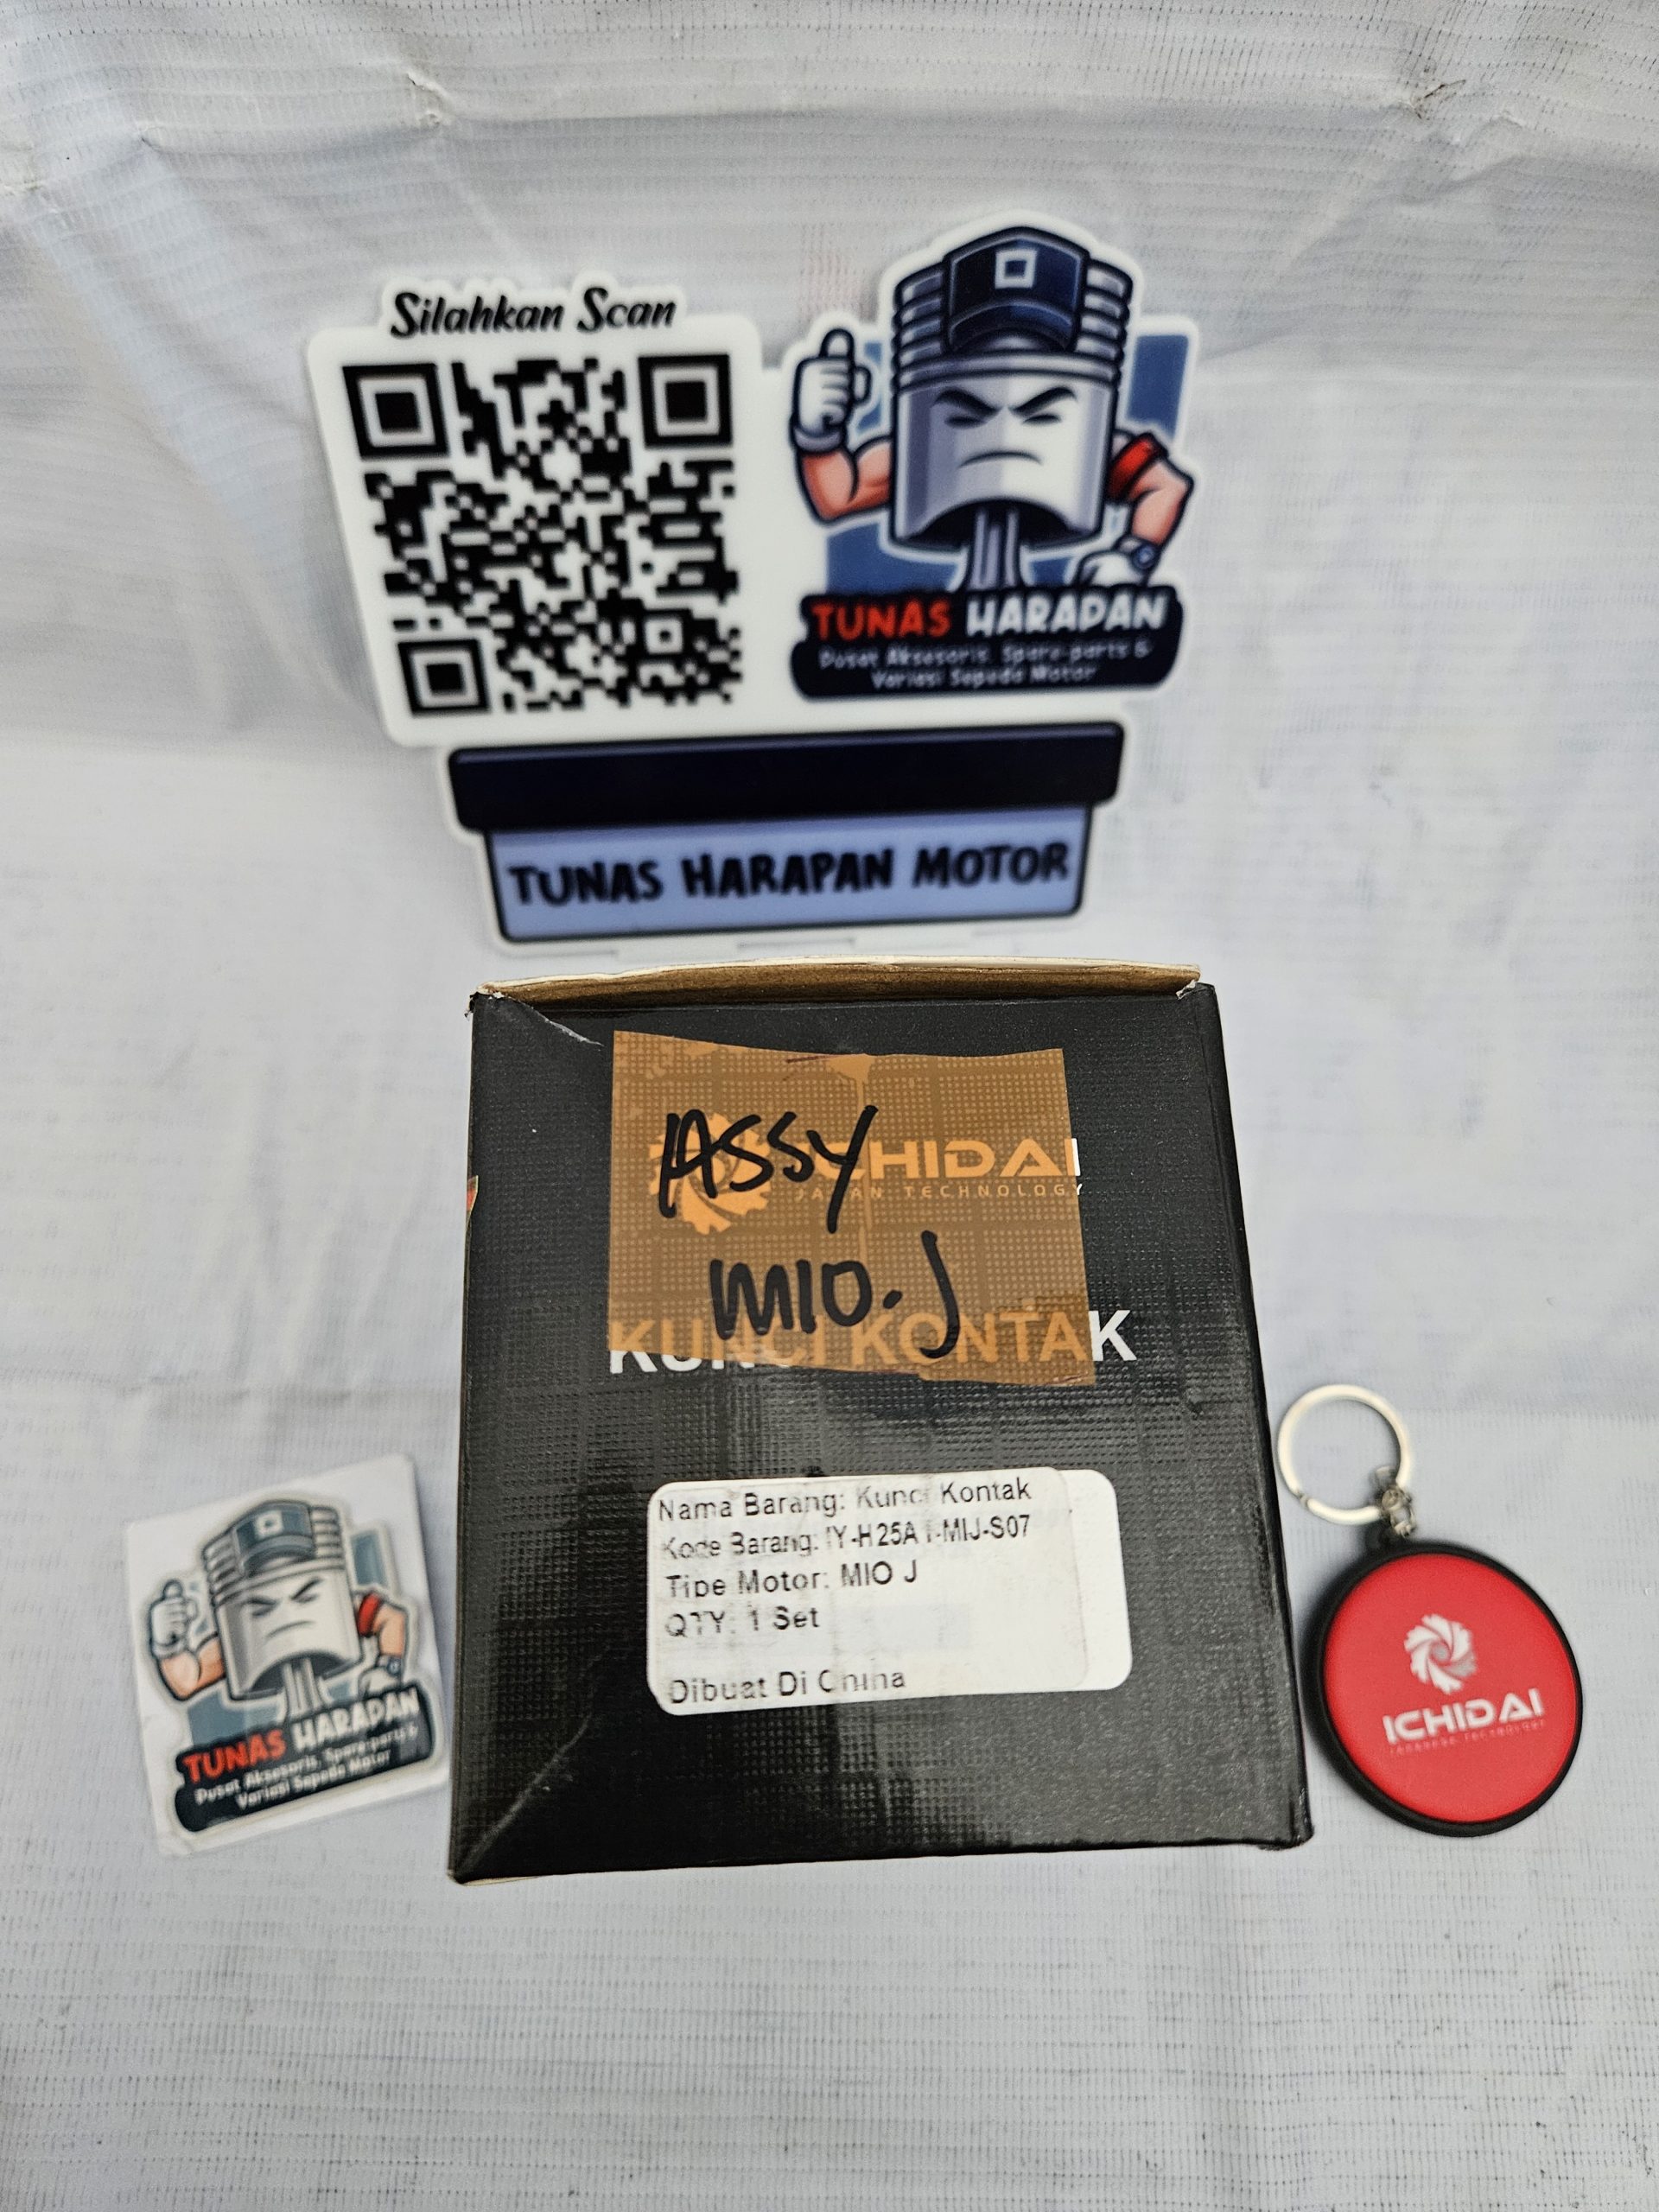 Silahkan Scan
TUNAS HARAPAN
Pusat Aksesoris, Spare-parts &
Variasi Sepeda Motor
TUNAS HARAPAN MOTOR
ASSY
ICHIDAI
JAPAN TECHNOLOGY
MIO.J
KUNCI KONTAK
Nama Barang: Kunci Kontak
Kode Barang: IY-H25A1-MIJ-S07
Tipe Motor: MIO J
QTY: 1 Set
Dibuat Di China
TUNAS HARAPAN
Pusat Aksesoris, Spare-parts &
Variasi Sepeda Motor
ICHIDAI
JAPANESE TECHNOLOGY